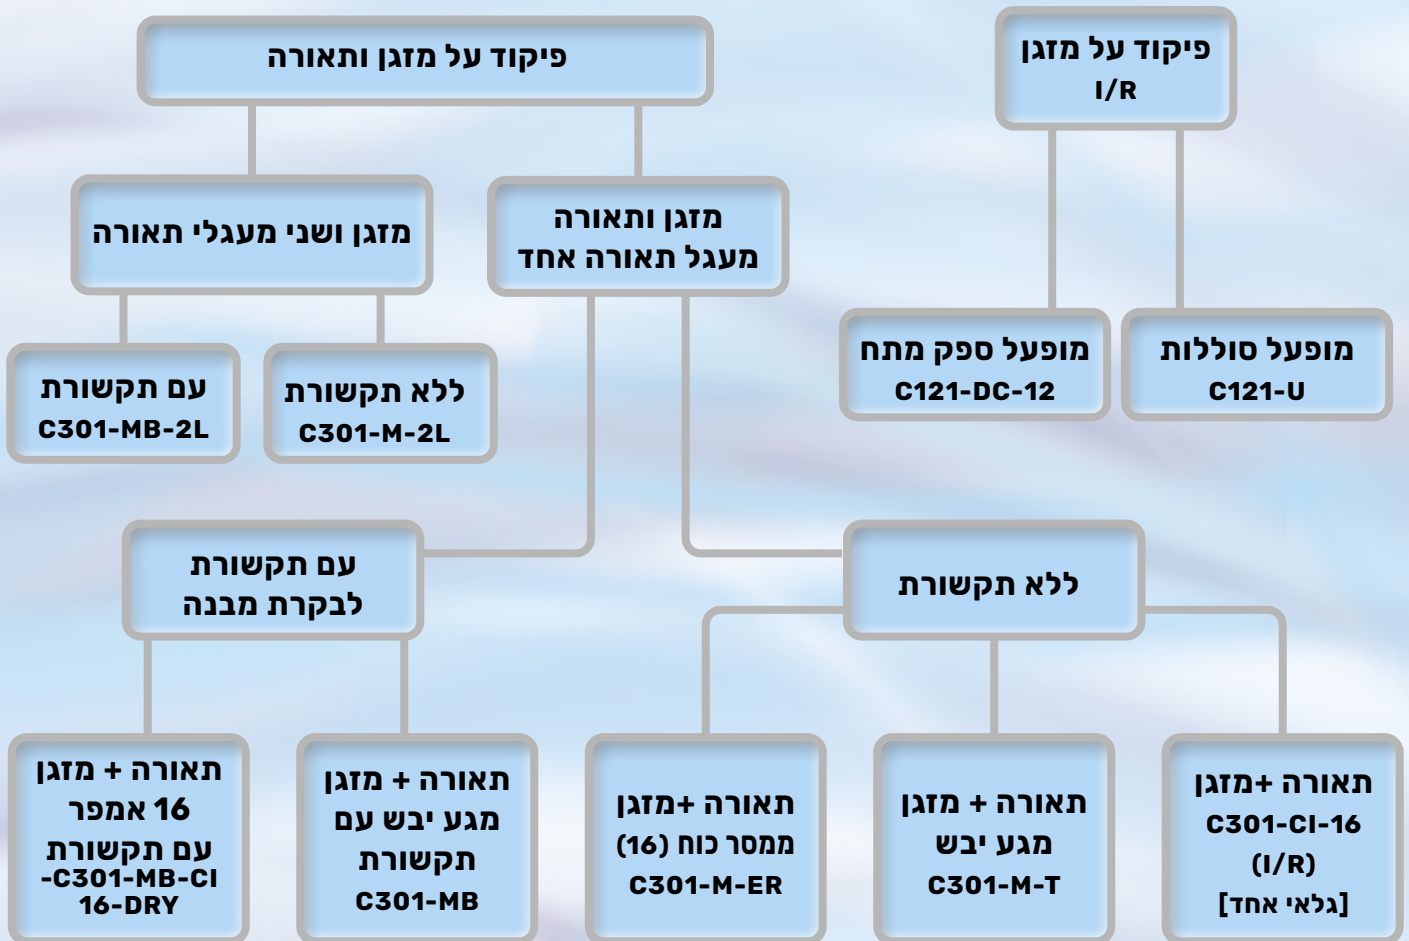 פיקוד על מזגן
I/R
מופעל סוללות
C121-U
מופעל ספק מתח
C121-DC-12
פיקוד על מזגן ותאורה
מזגן ותאורה
מעגל תאורה אחד
מזגן ושני מעגלי תאורה
ללא תקשורת
C301-M-2L
עם תקשורת
C301-MB-2L
ללא תקשורת
עם תקשורת
לבקרת מבנה
תאורה +מזגן
C301-CI-16
(I/R)
[גלאי אחד]
תאורה + מזגן
מגע יבש
C301-M-T
תאורה +מזגן
ממסר כוח (16)
C301-M-ER
תאורה + מזגן
מגע יבש עם
תקשורת
C301-MB
תאורה + מזגן
16 אמפר
עם תקשורת
C301-MB-CI-
16-DRY